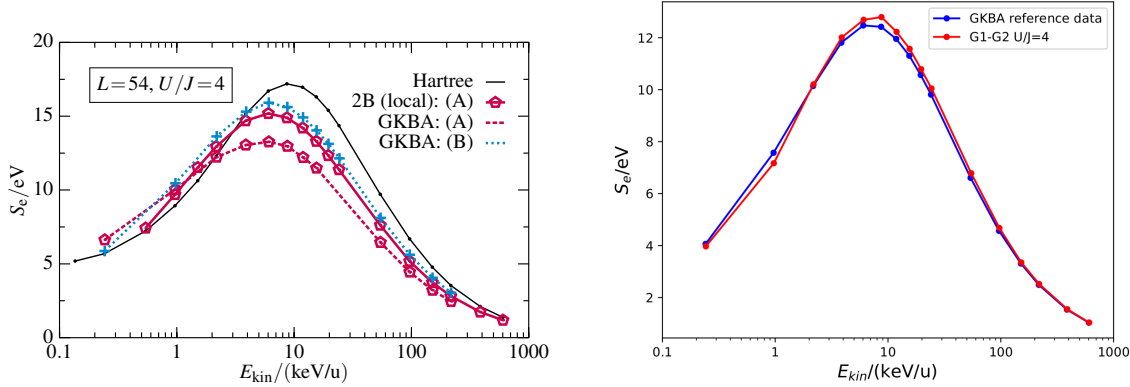 20
15
10
5
0
S_e/eV
L=54, U/J=4
Hartree
2B (local): (A)
GKBA: (A)
GKBA: (B)
0.1 1 10 100 1000
E_kin/(keV/u)
12
10
8
6
4
2
S_e/eV
GKBA reference data
G1-G2 U/J=4
0.1 1 10 100 1000
E_kin/(keV/u)